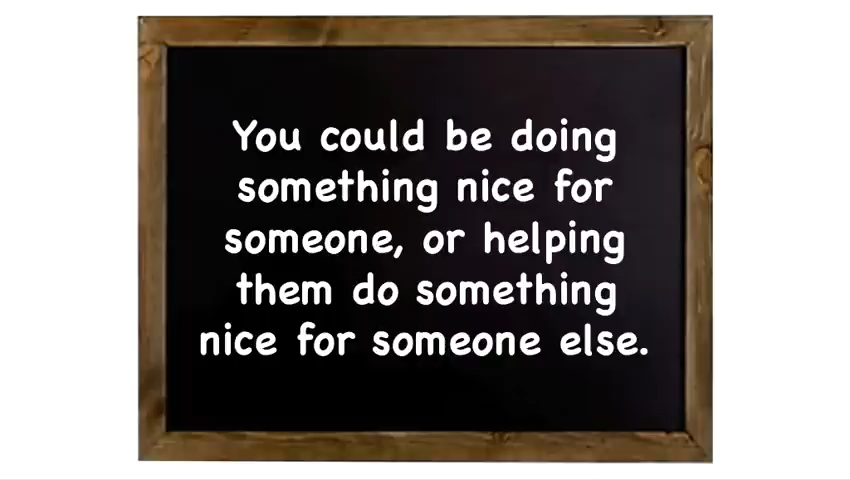 You could be doing
something nice for
someone, or helping
them do something
nice for someone else.